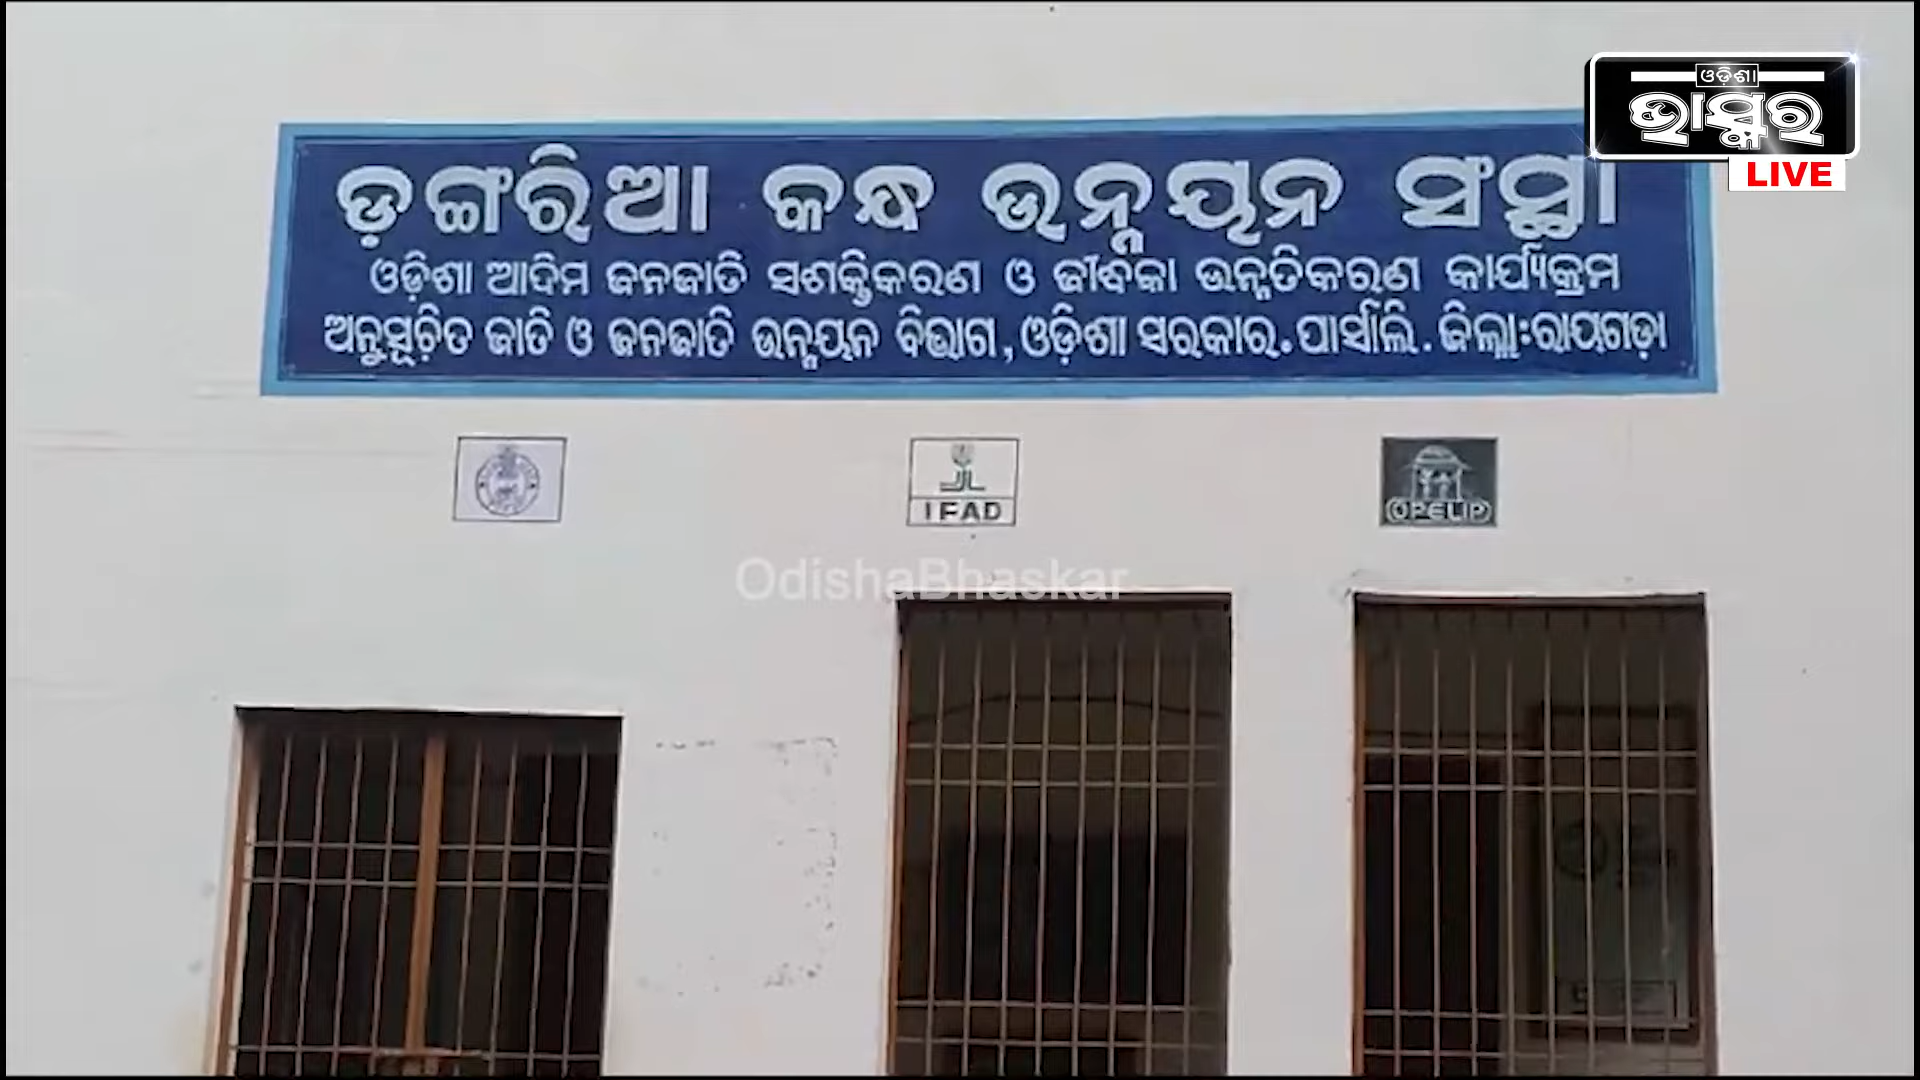 ଓଡ଼ିଶା
ଭାସ୍କର
LIVE
ଡ଼ଙ୍ଗରିଆ କନ୍ଧ ଉନ୍ନୟନ ସଂସ୍ଥା
ଓଡ଼ିଶା ଆଦିମ ଜନଜାତି ସଶକ୍ତିକରଣ ଓ ଜୀବିକା ଉନ୍ନତିକରଣ କାର୍ଯ୍ୟକ୍ରମ
ଅନୁସୂଚିତ ଜାତି ଓ ଜନଜାତି ଉନ୍ନୟନ ବିଭାଗ, ଓଡ଼ିଶା ସରକାର. ପାର୍ସାଲି. ଜିଲ୍ଲା:ରାୟଗଡ଼ା
IFAD
OPELIP
OdishaBhaskar